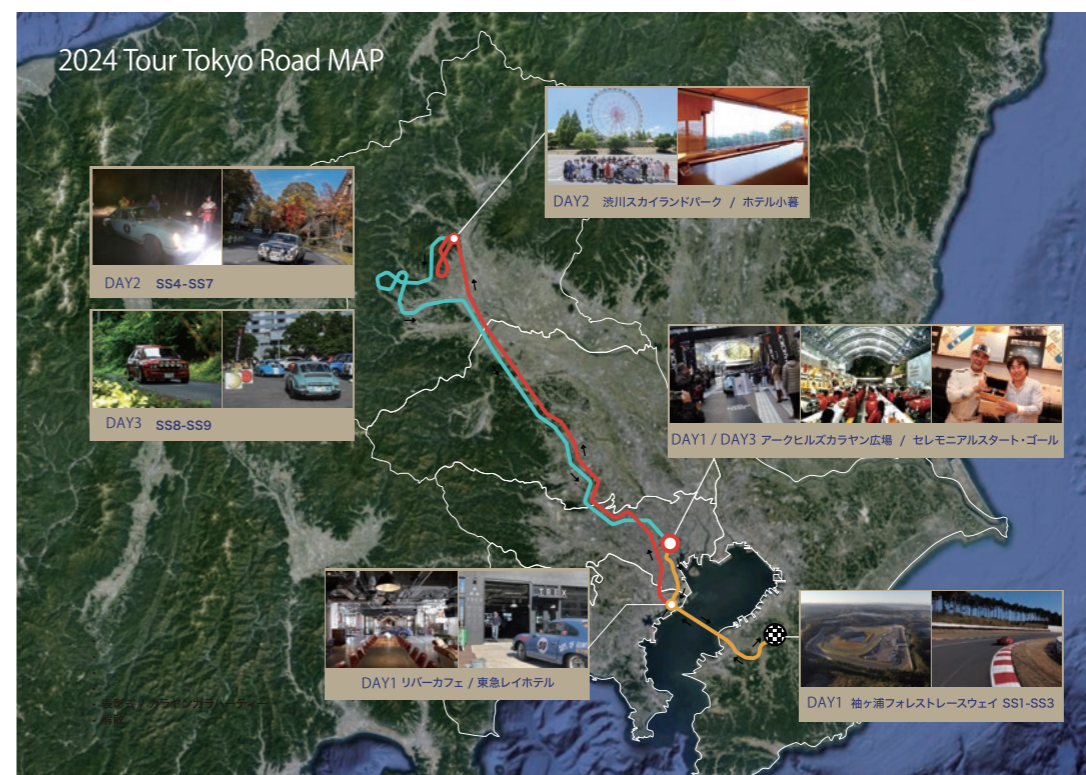 2024 Tour Tokyo Road MAP
DAY2 渋川スカイランドパーク / ホテル小暮
DAY2 SS4-SS7
DAY3 SS8-SS9
DAY1 / DAY3 アークヒルズカラヤン広場 / セレモニアルスタート・ゴール
DAY1 リバーカフェ / 東急レイホテル
DAY1 袖ヶ浦フォレストレースウェイ SS1-SS3